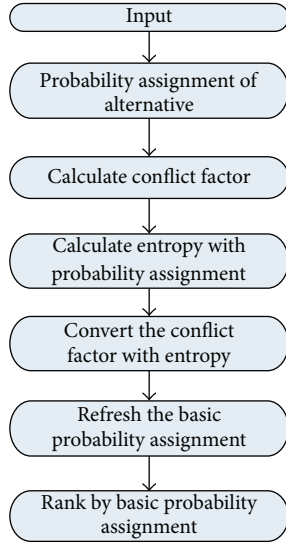 Input
Probability assignment of
alternative
Calculate conflict factor
Calculate entropy with
probability assignment
Convert the conflict
factor with entropy
Refresh the basic
probability assignment
Rank by basic probability
assignment